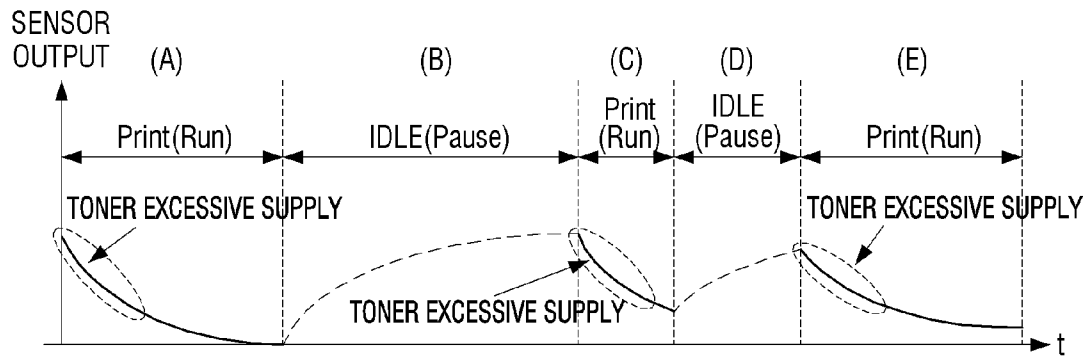 SENSOR
OUTPUT
(A)
(B)
(C)
(D)
(E)
Print(Run)
IDLE(Pause)
Print
(Run)
IDLE
(Pause)
Print(Run)
TONER EXCESSIVE SUPPLY
TONER EXCESSIVE SUPPLY
TONER EXCESSIVE SUPPLY
t